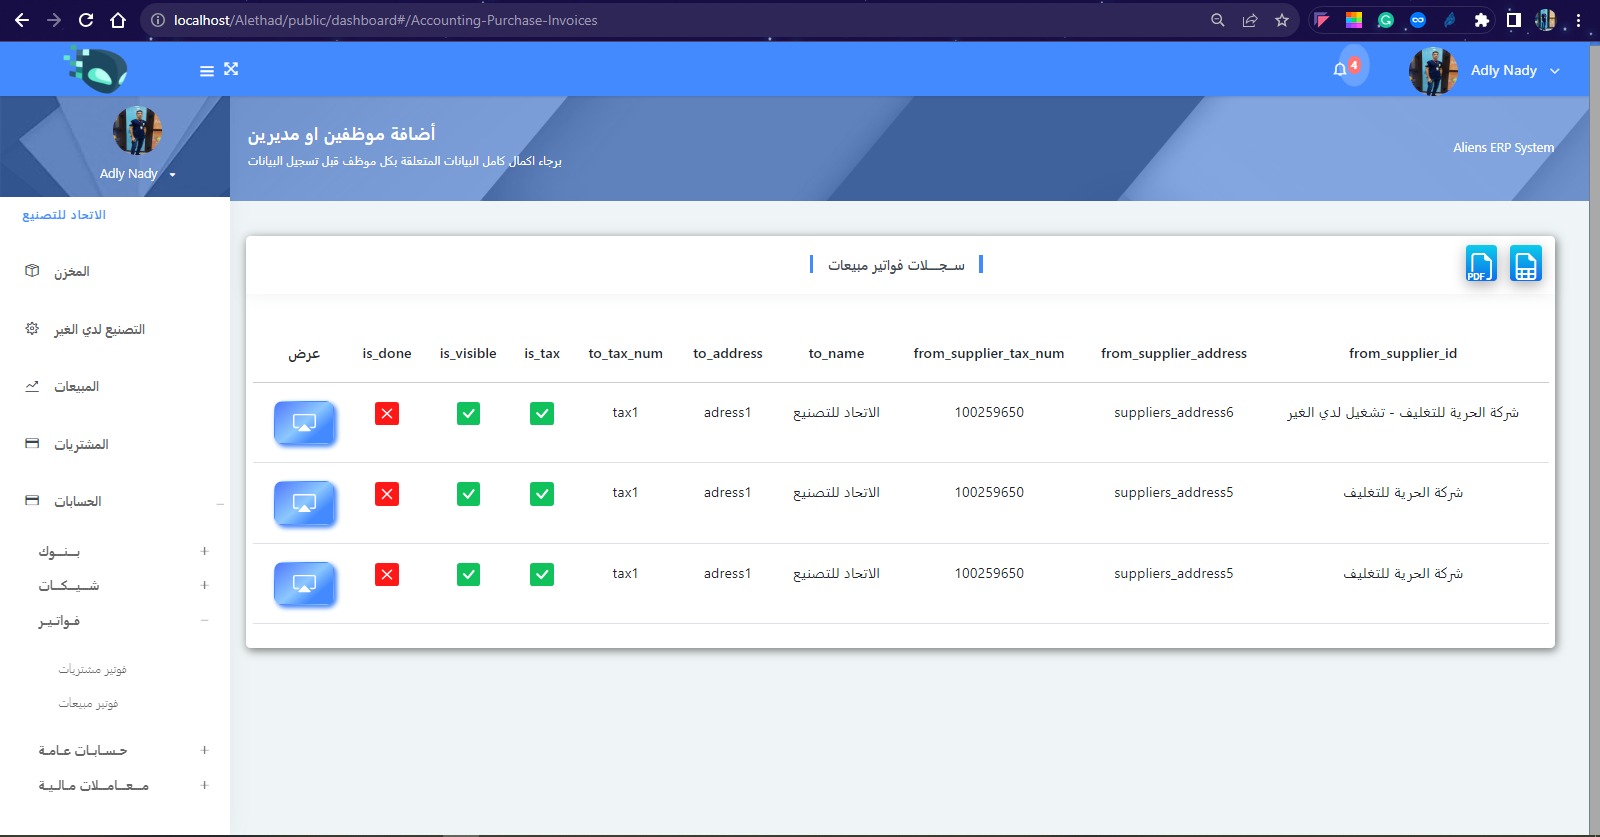 localhost/Alethad/public/dashboard#/Accounting-Purchase-Invoices
4
Adly Nady
Adly Nady
أضافة موظفين او مديرين
برجاء اكمال كامل البيانات المتعلقة بكل موظف قبل تسجيل البيانات
Aliens ERP System
الاتحاد للتصنيع
المخزن
التصنيع لدي الغير
المبيعات
المشتريات
الحسابات
بـــنـــوك
شـــيـــكـــات
فـواتـيـر
فوتير مشتريات
فوتير مبيعات
حـسـابـات عـامـة
مــعــامــلات مـالـيـة
ســجـــلات فواتير مبيعات
PDF
عرض is_done is_visible is_tax to_tax_num to_address to_name from_supplier_tax_num from_supplier_address from_supplier_id
tax1 adress1 الاتحاد للتصنيع 100259650 suppliers_address6 شركة الحرية للتغليف - تشغيل لدي الغير
tax1 adress1 الاتحاد للتصنيع 100259650 suppliers_address5 شركة الحرية للتغليف
tax1 adress1 الاتحاد للتصنيع 100259650 suppliers_address5 شركة الحرية للتغليف